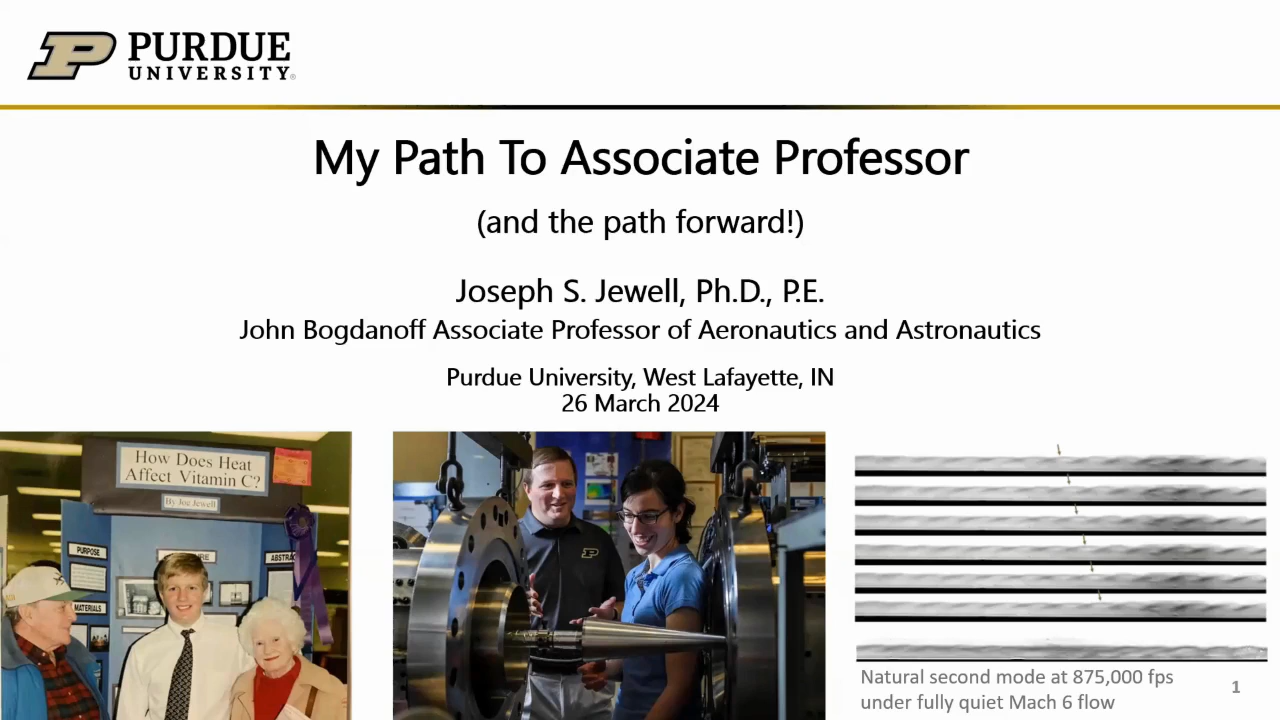 PURDUE
UNIVERSITY®
My Path To Associate Professor
(and the path forward!)
Joseph S. Jewell, Ph.D., P.E.
John Bogdanoff Associate Professor of Aeronautics and Astronautics
Purdue University, West Lafayette, IN
26 March 2024
How Does Heat
Affect Vitamin C?
By Joe Jewell
PURPOSE
MATERIALS
ABSTRA
P
Natural second mode at 875,000 fps
under fully quiet Mach 6 flow
1